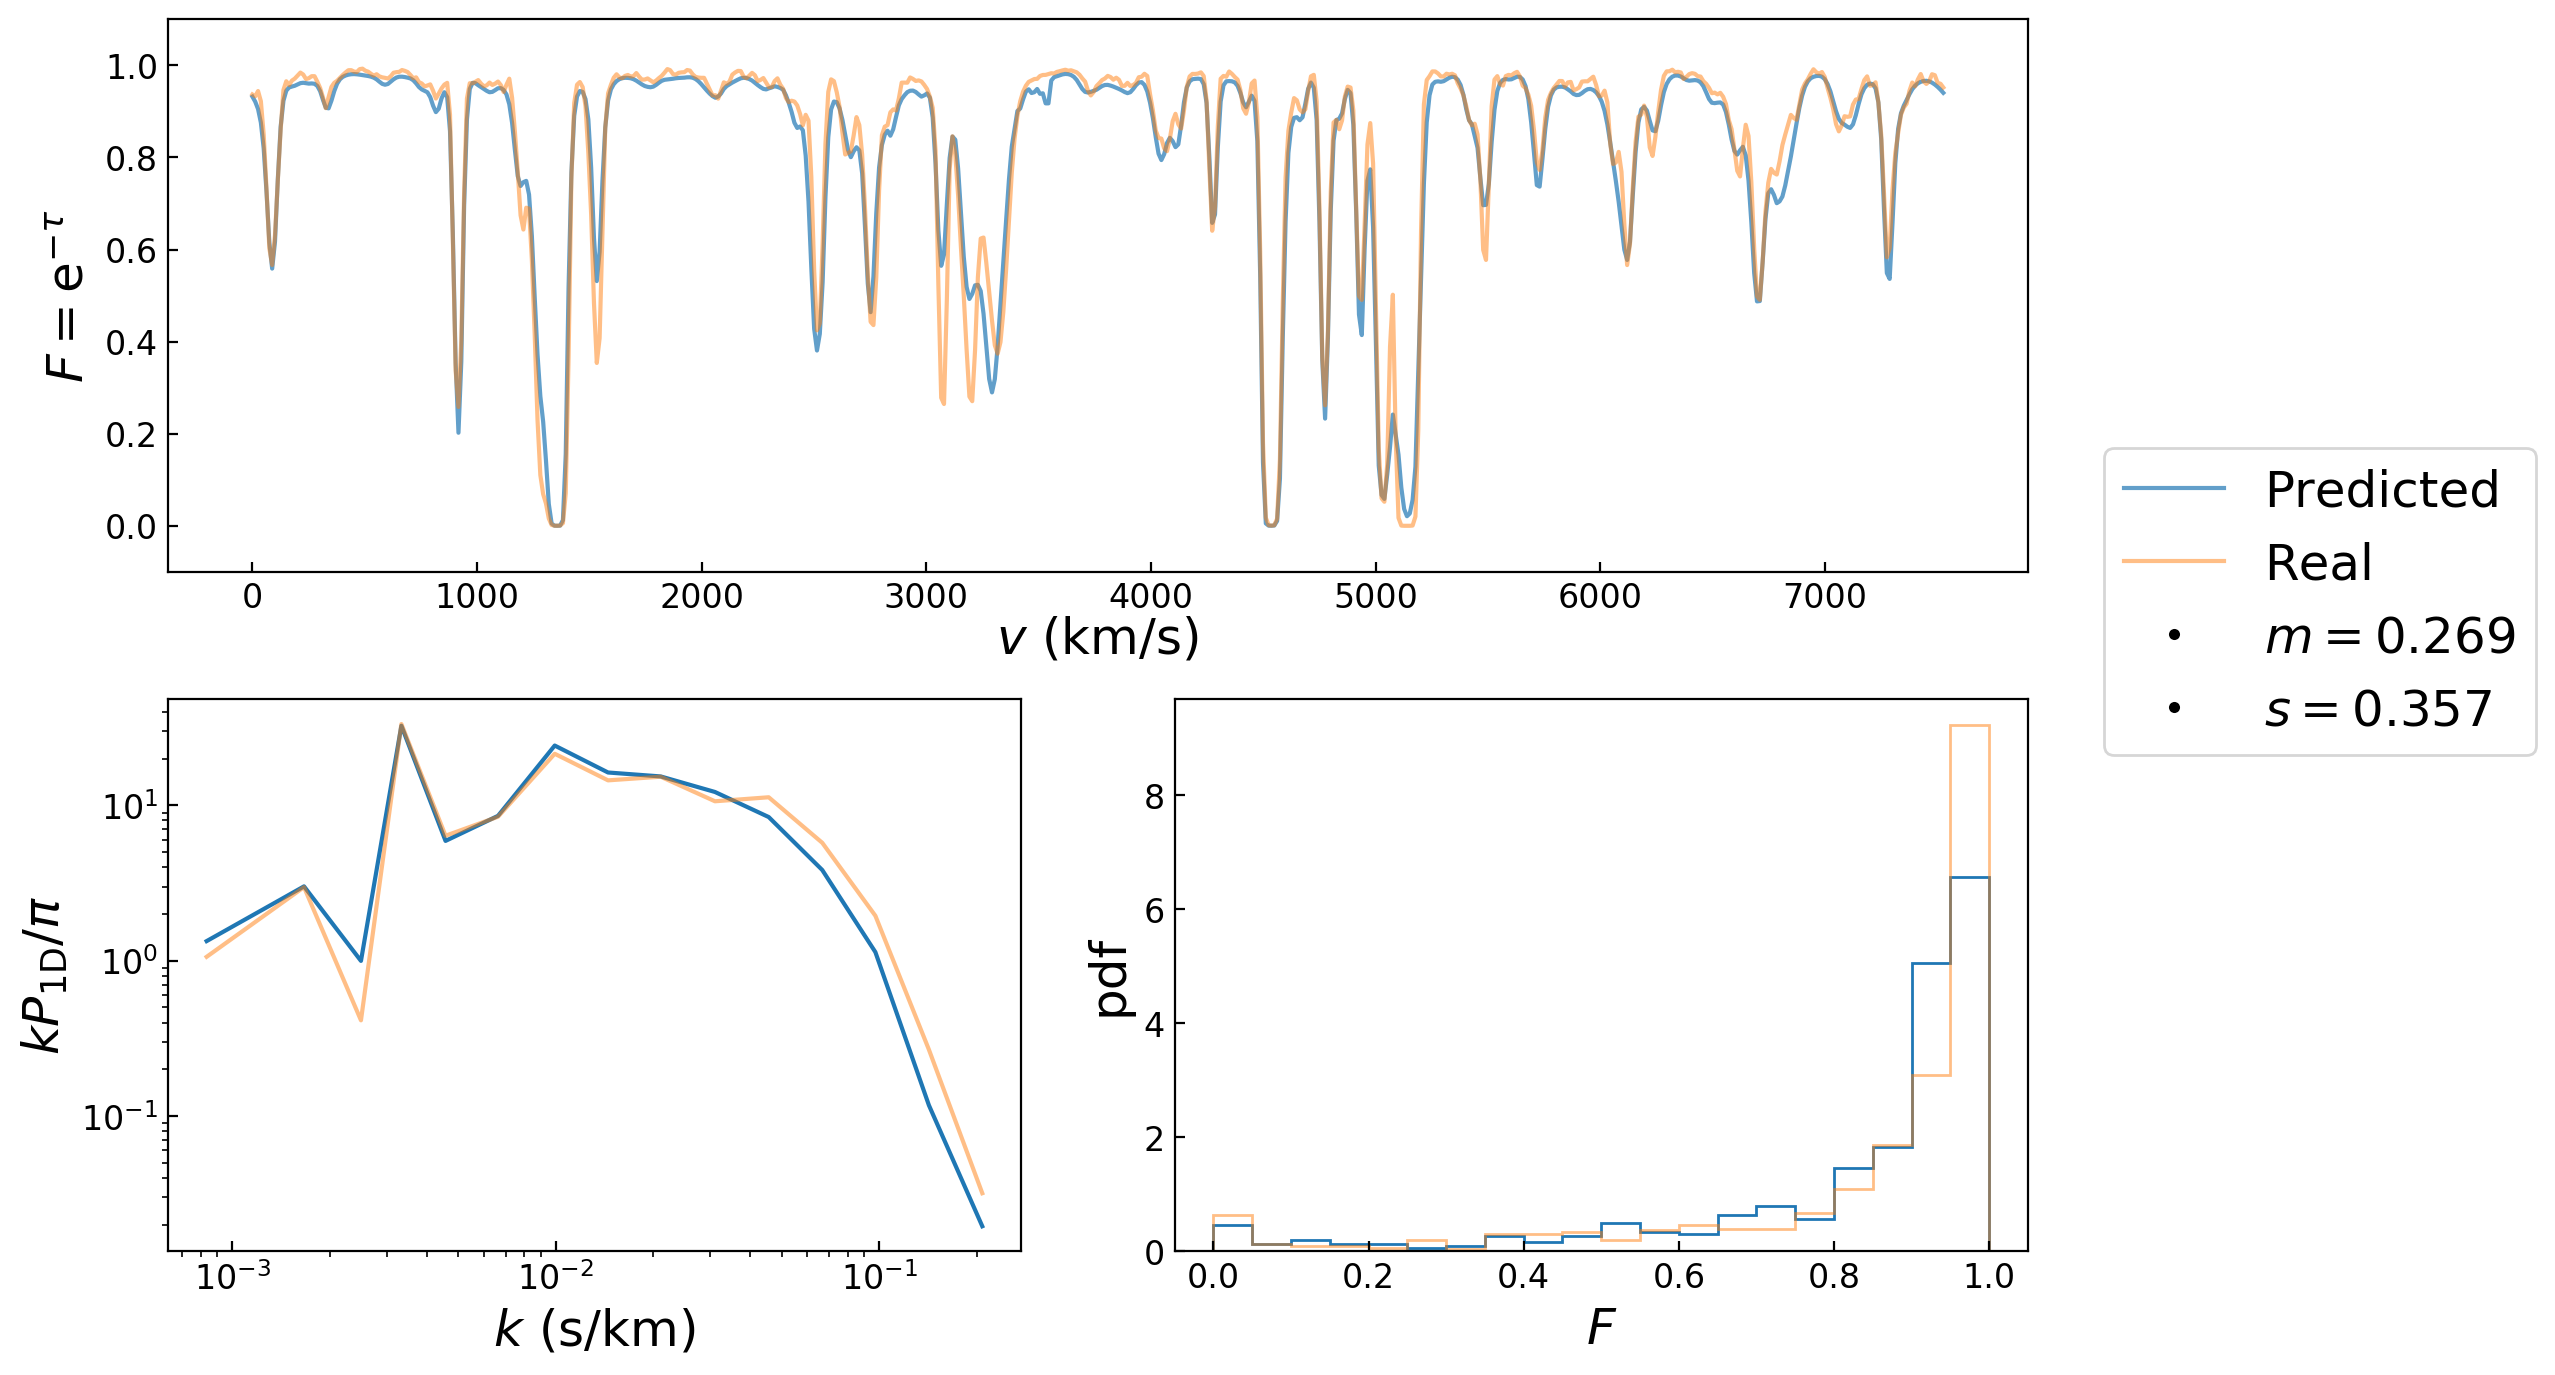 F = e^{-τ}
1.0
0.8
0.6
0.4
0.2
0.0
0 1000 2000 3000 4000 5000 6000 7000
v (km/s)
Predicted
Real
m = 0.269
s = 0.357
kP_{1D}/π
10^1
10^0
10^{-1}
10^{-3} 10^{-2} 10^{-1}
k (s/km)
pdf
8
6
4
2
0
0.0 0.2 0.4 0.6 0.8 1.0
F